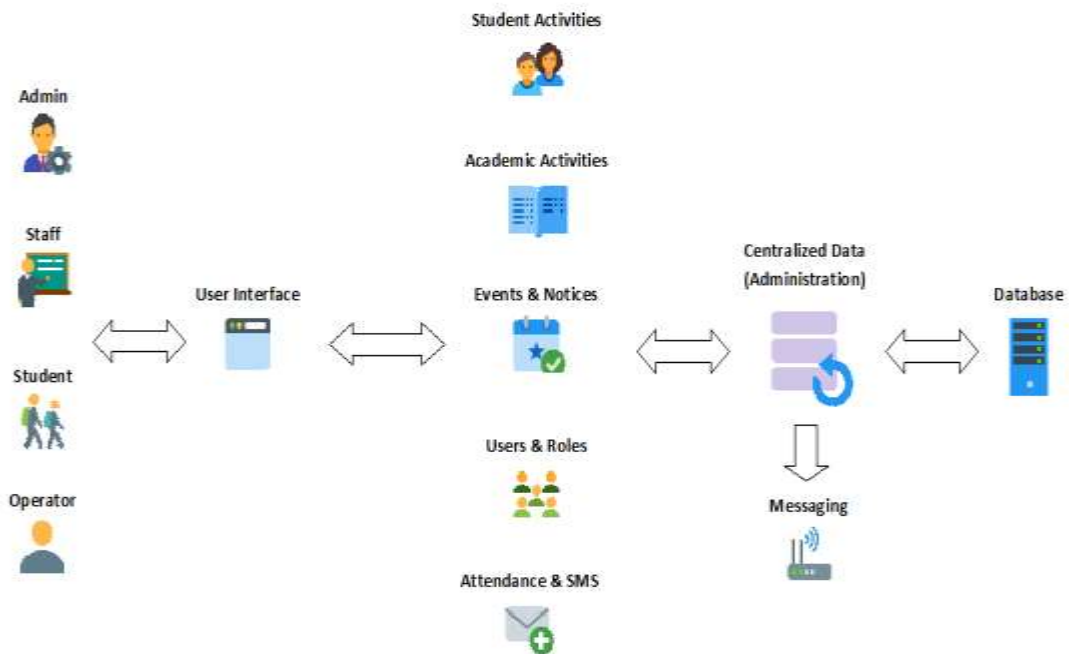 Student Activities
Admin
Academic Activities
Staff
Centralized Data
(Administration)
User Interface
Events & Notices
Database
Student
Users & Roles
Operator
Messaging
Attendance & SMS